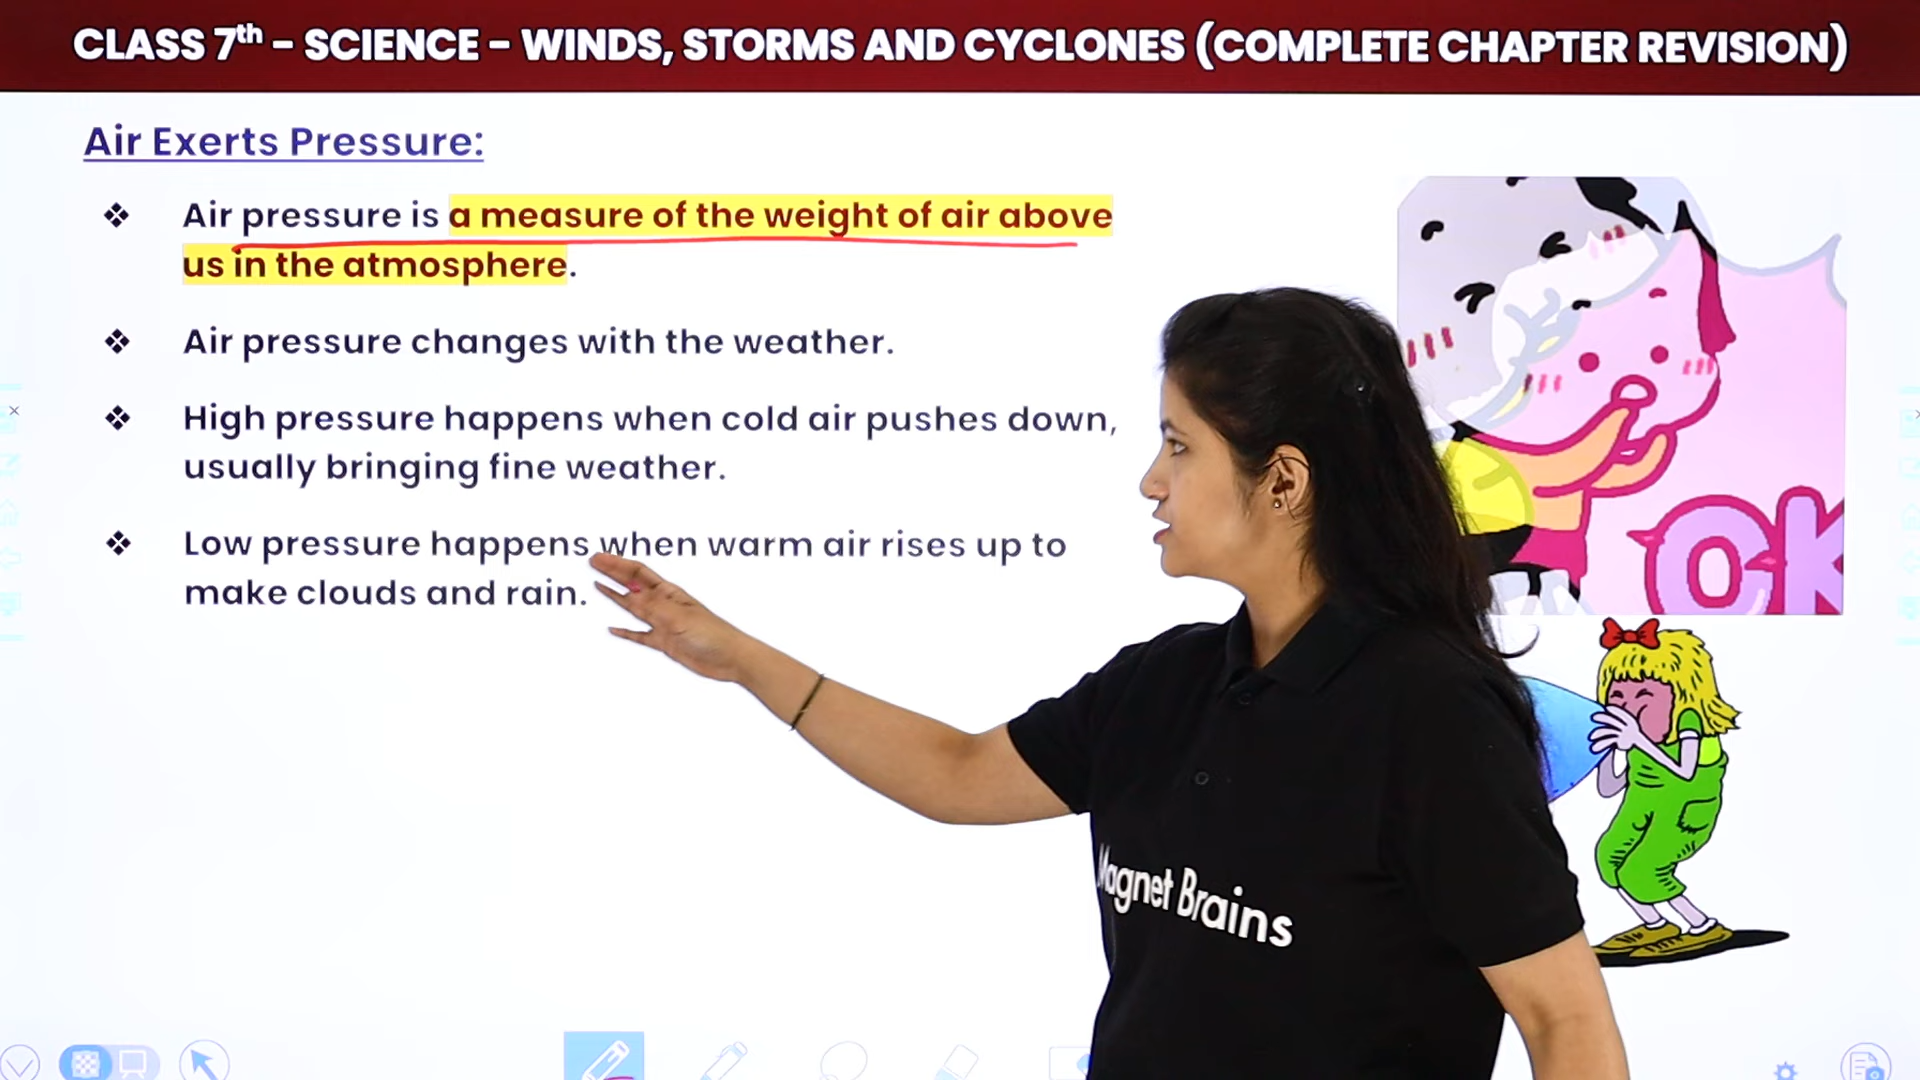 CLASS 7th – SCIENCE – WINDS, STORMS AND CYCLONES (COMPLETE CHAPTER REVISION)
Air Exerts Pressure:
❖ Air pressure is a measure of the weight of air above
us in the atmosphere.
❖ Air pressure changes with the weather.
❖ High pressure happens when cold air pushes down,
usually bringing fine weather.
❖ Low pressure happens when warm air rises up to
make clouds and rain.
OK
Magnet Brains